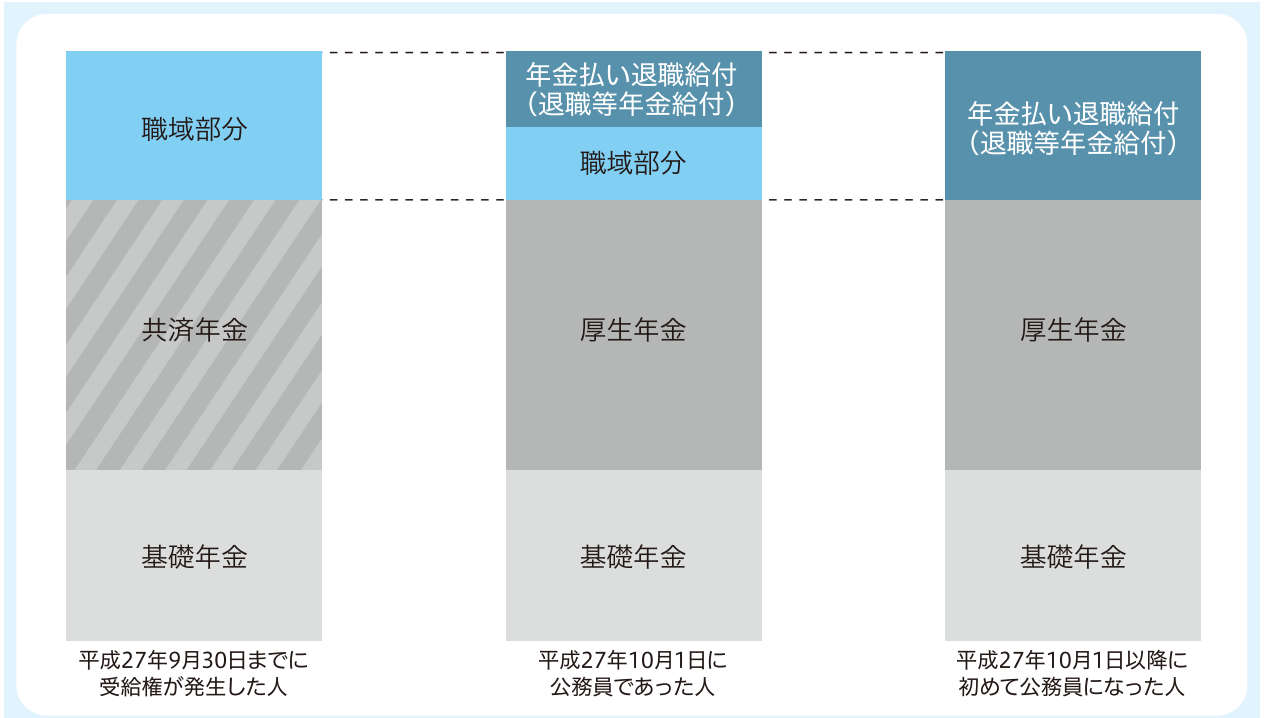 職域部分
共済年金
基礎年金
平成27年9月30日までに
受給権が発生した人
年金払い退職給付
（退職等年金給付）
職域部分
厚生年金
基礎年金
平成27年10月1日に
公務員であった人
年金払い退職給付
（退職等年金給付）
厚生年金
基礎年金
平成27年10月1日以降に
初めて公務員になった人